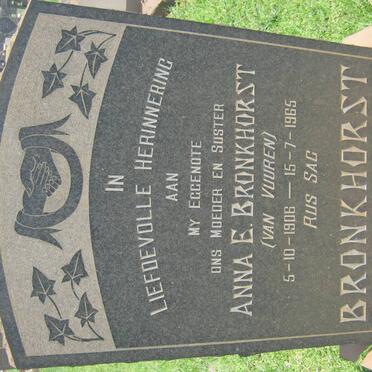 IN
LIEFDEVOLLE HERINNERING
AAN
MY EGGENOTE
ONS MOEDER EN SUSTER
ANNA E. BRONKHORST
(VAN VUUREN)
5-10-1906 — 15-7-1965
RUS SAG
BRONKHORST